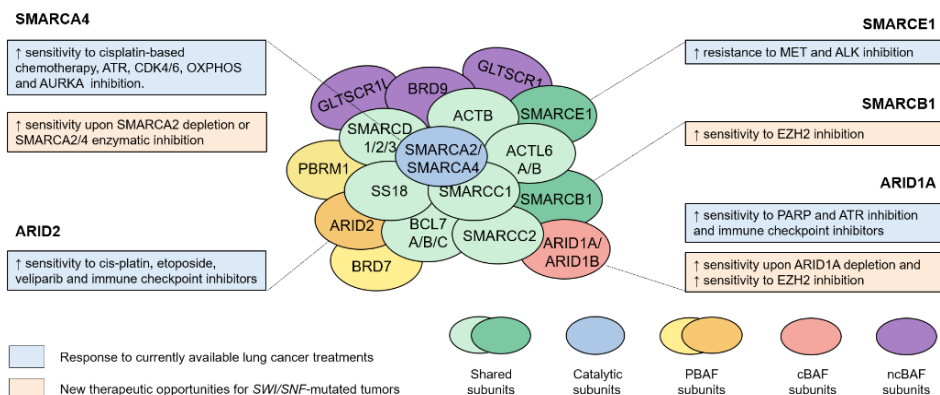 SMARCA4
↑ sensitivity to cisplatin-based
chemotherapy, ATR, CDK4/6, OXPHOS
and AURKA inhibition.
↑ sensitivity upon SMARCA2 depletion or
SMARCA2/4 enzymatic inhibition
ARID2
↑ sensitivity to cis-platin, etoposide,
veliparib and immune checkpoint inhibitors
GLTSCR1L
BRD9
GLTSCR1
ACTB
SMARCE1
SMARCD
1/2/3
SMARCA2/
SMARCA4
ACTL6
A/B
PBRM1
SS18
SMARCC1
SMARCB1
ARID2
BCL7
A/B/C
SMARCC2
ARID1A/
ARID1B
BRD7
SMARCE1
↑ resistance to MET and ALK inhibition
SMARCB1
↑ sensitivity to EZH2 inhibition
ARID1A
↑ sensitivity to PARP and ATR inhibition
and immune checkpoint inhibitors
↑ sensitivity upon ARID1A depletion and
↑ sensitivity to EZH2 inhibition
Response to currently available lung cancer treatments
New therapeutic opportunities for SWI/SNF-mutated tumors
Shared
subunits
Catalytic
subunits
PBAF
subunits
cBAF
subunits
ncBAF
subunits